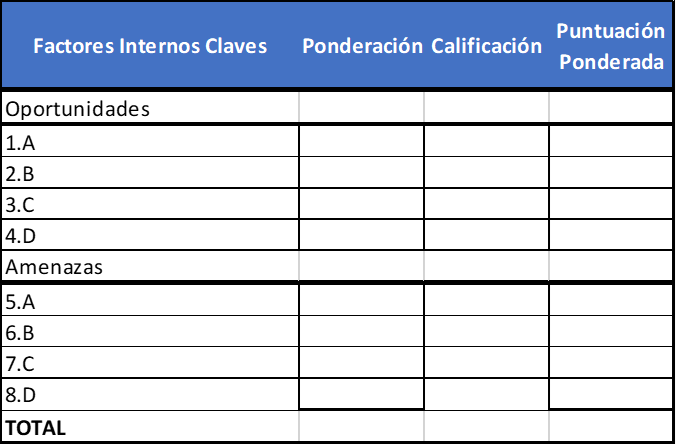 Factores Internos Claves Ponderación Calificación Puntuación Ponderada
Oportunidades
1.A
2.B
3.C
4.D
Amenazas
5.A
6.B
7.C
8.D
TOTAL